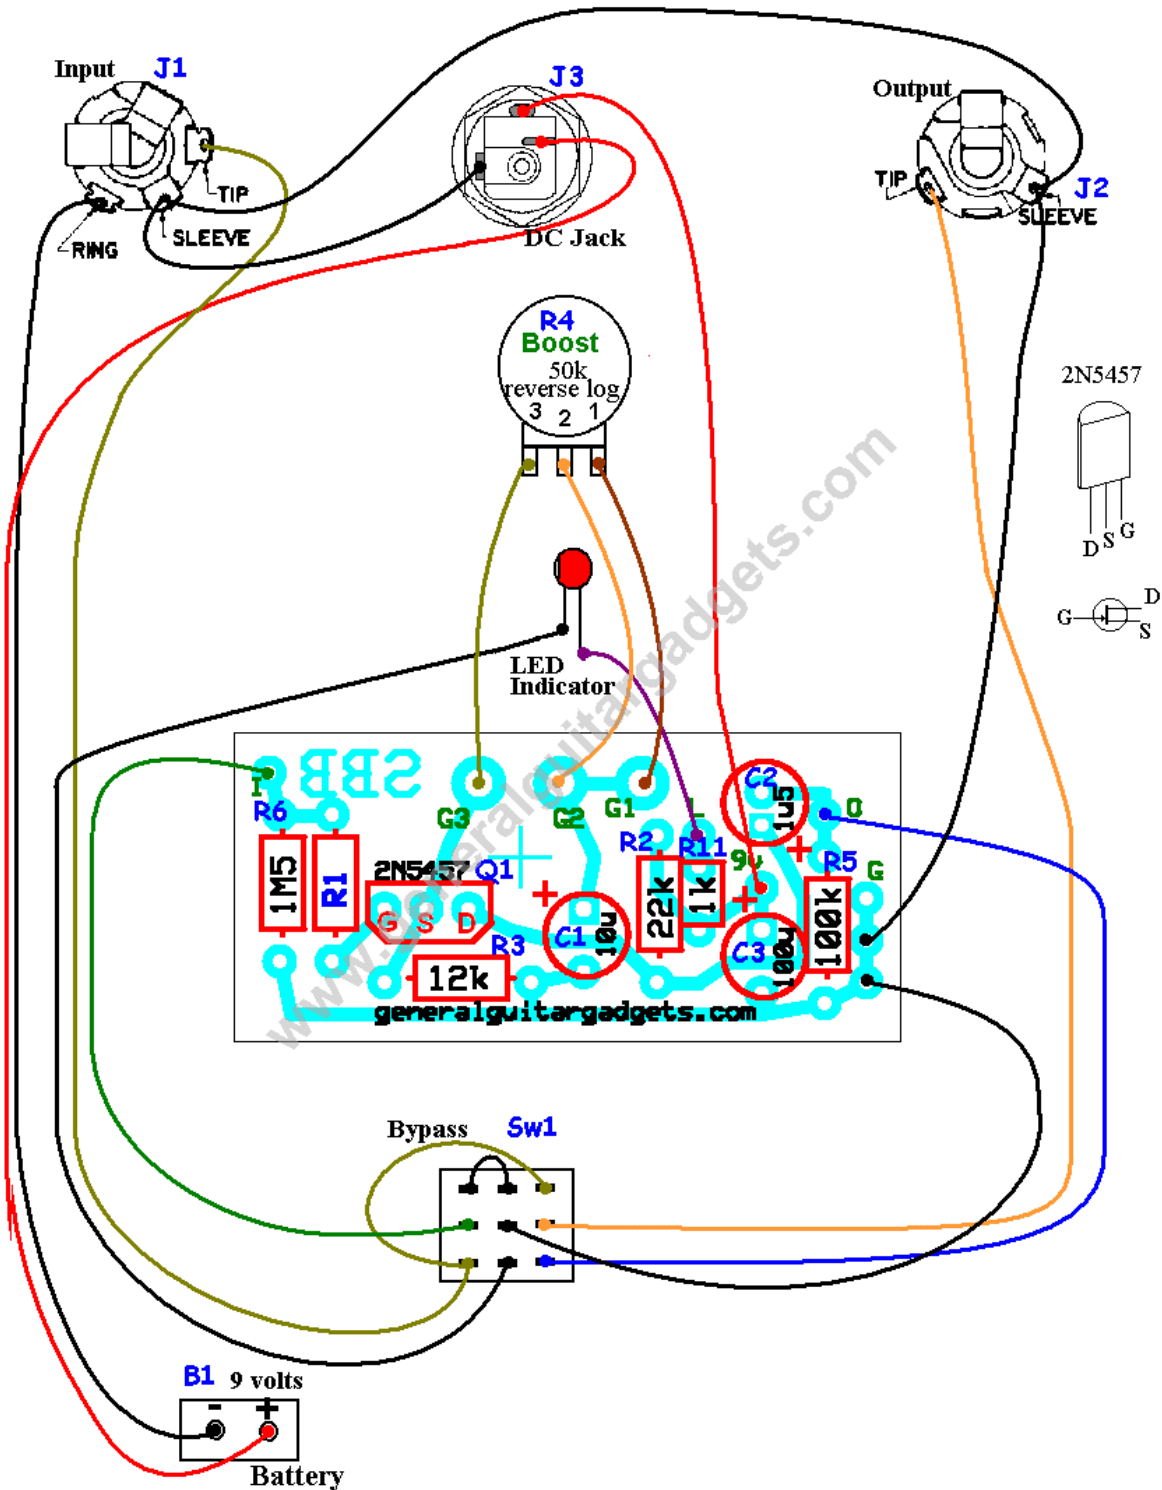 Input
J1
TIP
RING
SLEEVE
J3
DC Jack
Output
TIP
J2
SLEEVE
R4
Boost
50k
reverse log
3 2 1
2N5457
D S G
G D
S
LED
Indicator
www.generalguitargadgets.com
SBB
I
G3
G2
G1
L
9v
O
G
R6
1M5
R1
2N5457
Q1
G S D
R3
12k
+
C1
10u
R2
22k
R11
1k
C2
1u5
+
+
C3
100u
R5
100k
generalguitargadgets.com
Bypass
Sw1
B1
9 volts
- +
Battery